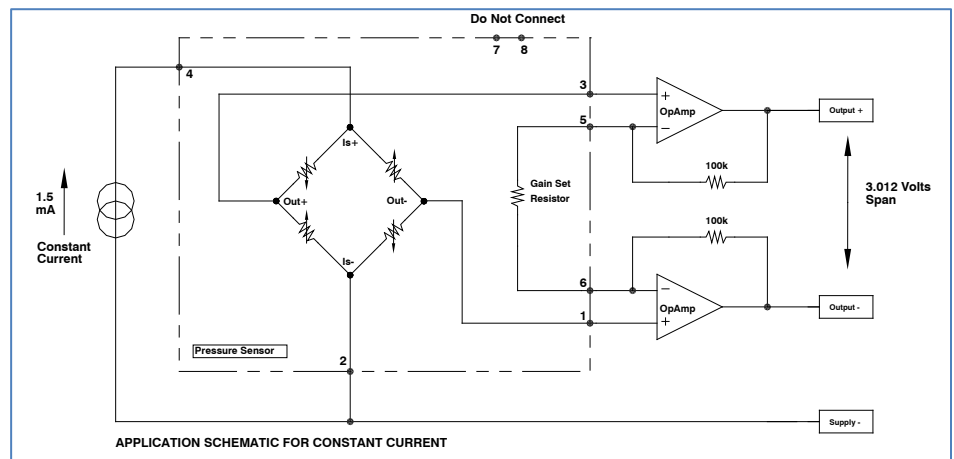 Do Not Connect
7 8
4
3
+
OpAmp
−
Output +
5
Is+
100k
1.5
mA
Constant
Current
Out+
Out-
Gain Set
Resistor
3.012 Volts
Span
100k
Is-
6
−
OpAmp
+
Output -
1
Pressure Sensor
2
Supply -
APPLICATION SCHEMATIC FOR CONSTANT CURRENT